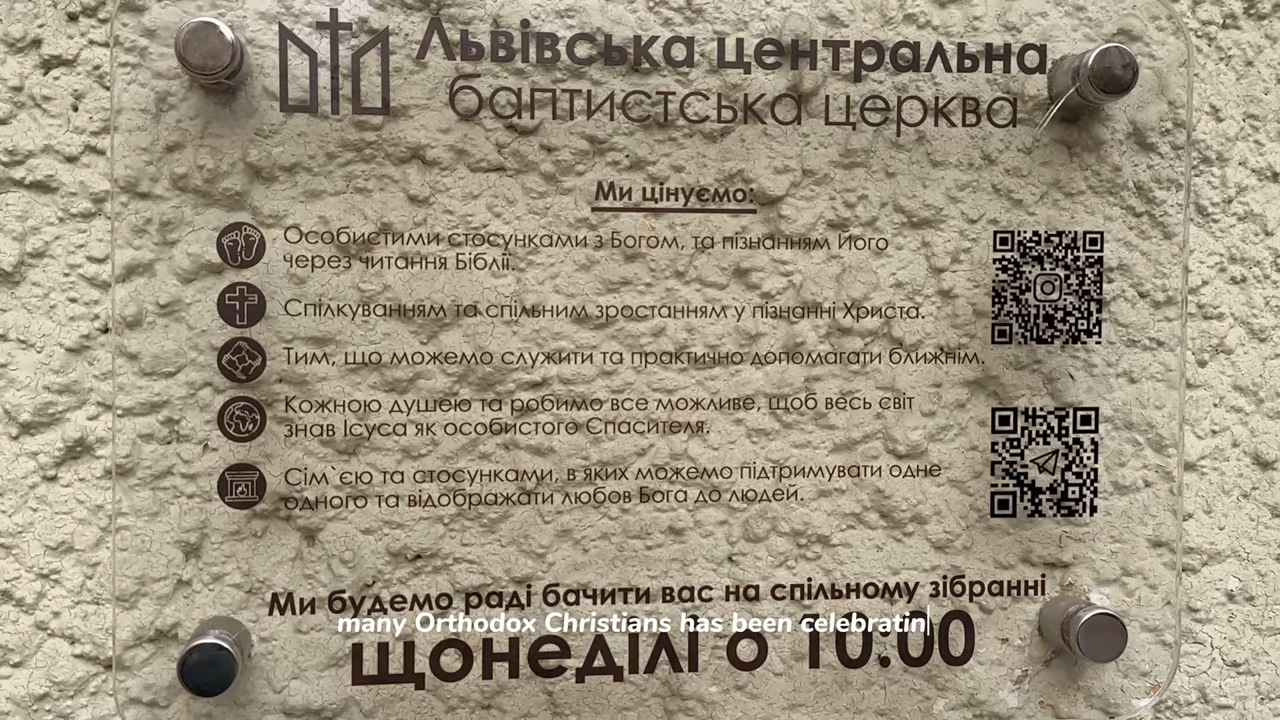 Львівська центральна
баптистська церква
Ми цінуємо:
Особистими стосунками з Богом, та пізнанням Його
через читання Біблії.
Спілкуванням та спільним зростанням у пізнанні Христа.
Тим, що можемо служити та практично допомагати ближнім.
Кожною душею та робимо все можливе, щоб весь світ
знав Ісуса як особистого Спасителя.
Сім`єю та стосунками, в яких можемо підтримувати одне
одного та відображати любов Бога до людей.
Ми будемо раді бачити вас на спільному зібранні
many Orthodox Christians has been celebratin
щонеділі о 10:00